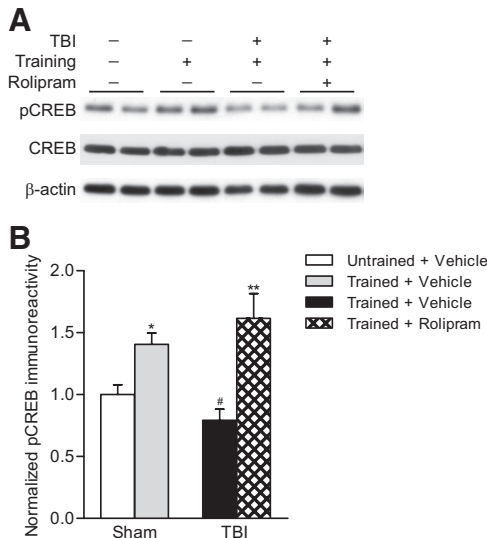 A
TBI − − + +
Training − + + +
Rolipram − − − +
pCREB
CREB
β-actin
B
Normalized pCREB immunoreactivity
2.0
1.5
1.0
0.5
0.0
*
#
**
Sham TBI
Untrained + Vehicle
Trained + Vehicle
Trained + Vehicle
Trained + Rolipram